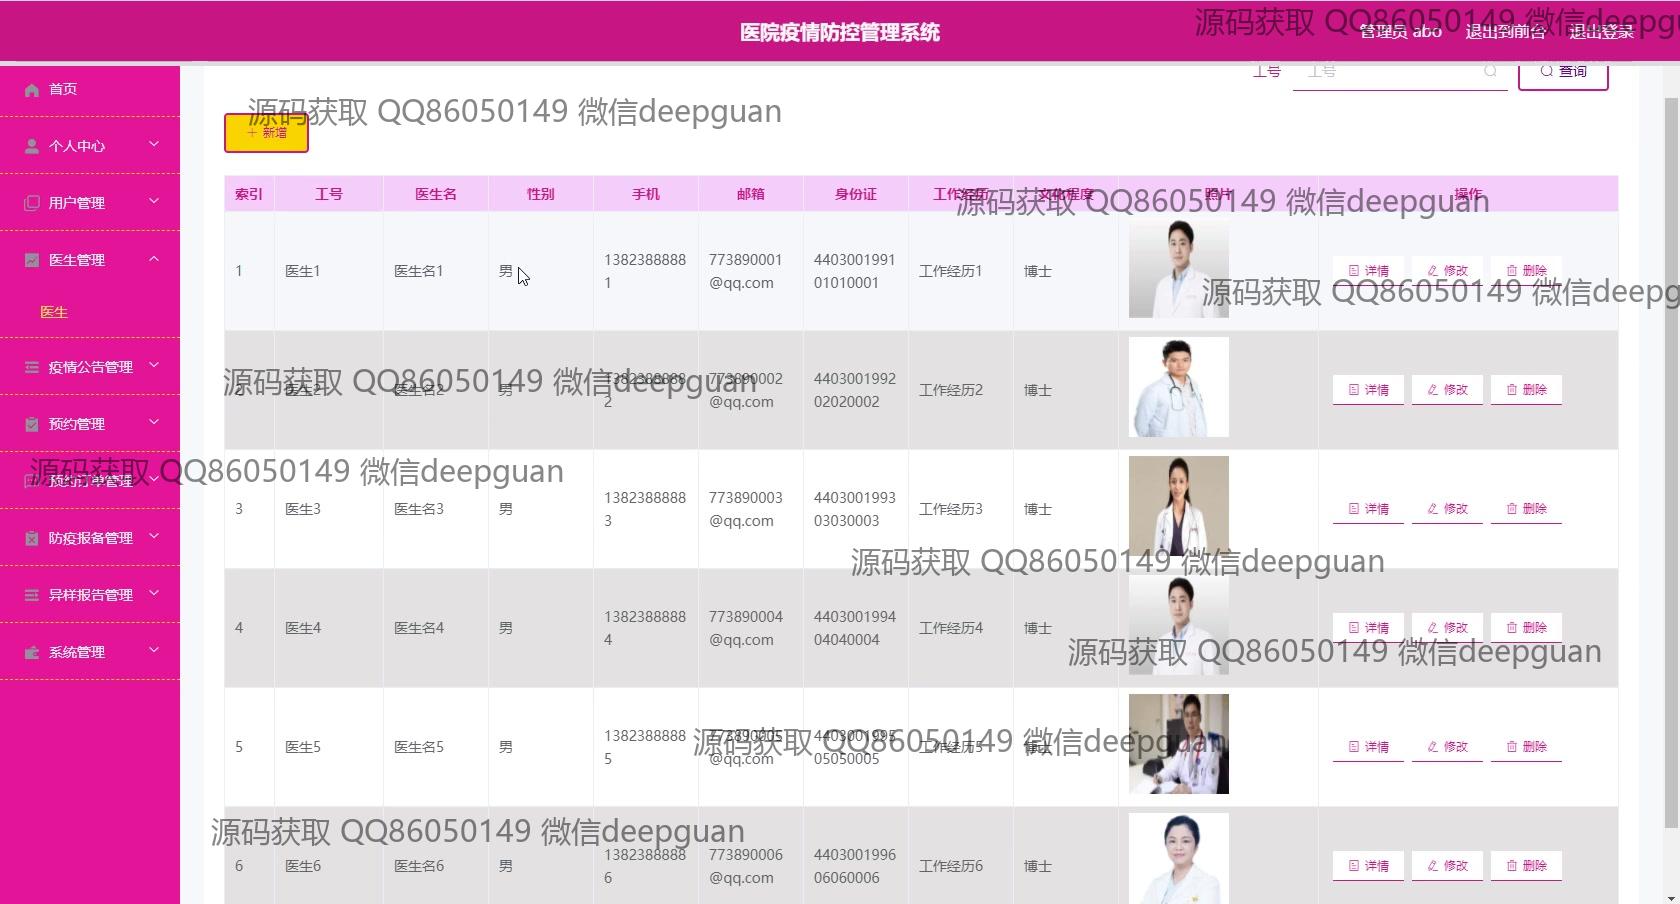 医院疫情防控管理系统
源码获取 QQ86050149 微信deepgu
管理员 abo 退出到前台 退出登录
首页
个人中心
用户管理
医生管理
医生
疫情公告管理
预约管理
预约订单管理
防疫报备管理
异样报告管理
系统管理
工号 工号 查询
源码获取 QQ86050149 微信deepguan
+ 新增
索引 工号 医生名 性别 手机 邮箱 身份证 工作经历 文化程度 照片 操作
源码获取 QQ86050149 微信deepguan
1 医生1 医生名1 男 13823888881 773890001@qq.com 440300199101010001 工作经历1 博士 详情 修改 删除
源码获取 QQ86050149 微信deepg
2 医生2 医生名2 男 13823888882 773890002@qq.com 440300199202020002 工作经历2 博士 详情 修改 删除
源码获取 QQ86050149 微信deepguan
源码获取 QQ86050149 微信deepguan
3 医生3 医生名3 男 13823888883 773890003@qq.com 440300199303030003 工作经历3 博士 详情 修改 删除
源码获取 QQ86050149 微信deepguan
4 医生4 医生名4 男 13823888884 773890004@qq.com 440300199404040004 工作经历4 博士 详情 修改 删除
源码获取 QQ86050149 微信deepguan
5 医生5 医生名5 男 13823888885 773890005@qq.com 440300199505050005 工作经历5 博士 详情 修改 删除
源码获取 QQ86050149 微信deepguan
源码获取 QQ86050149 微信deepguan
6 医生6 医生名6 男 13823888886 773890006@qq.com 440300199606060006 工作经历6 博士 详情 修改 删除